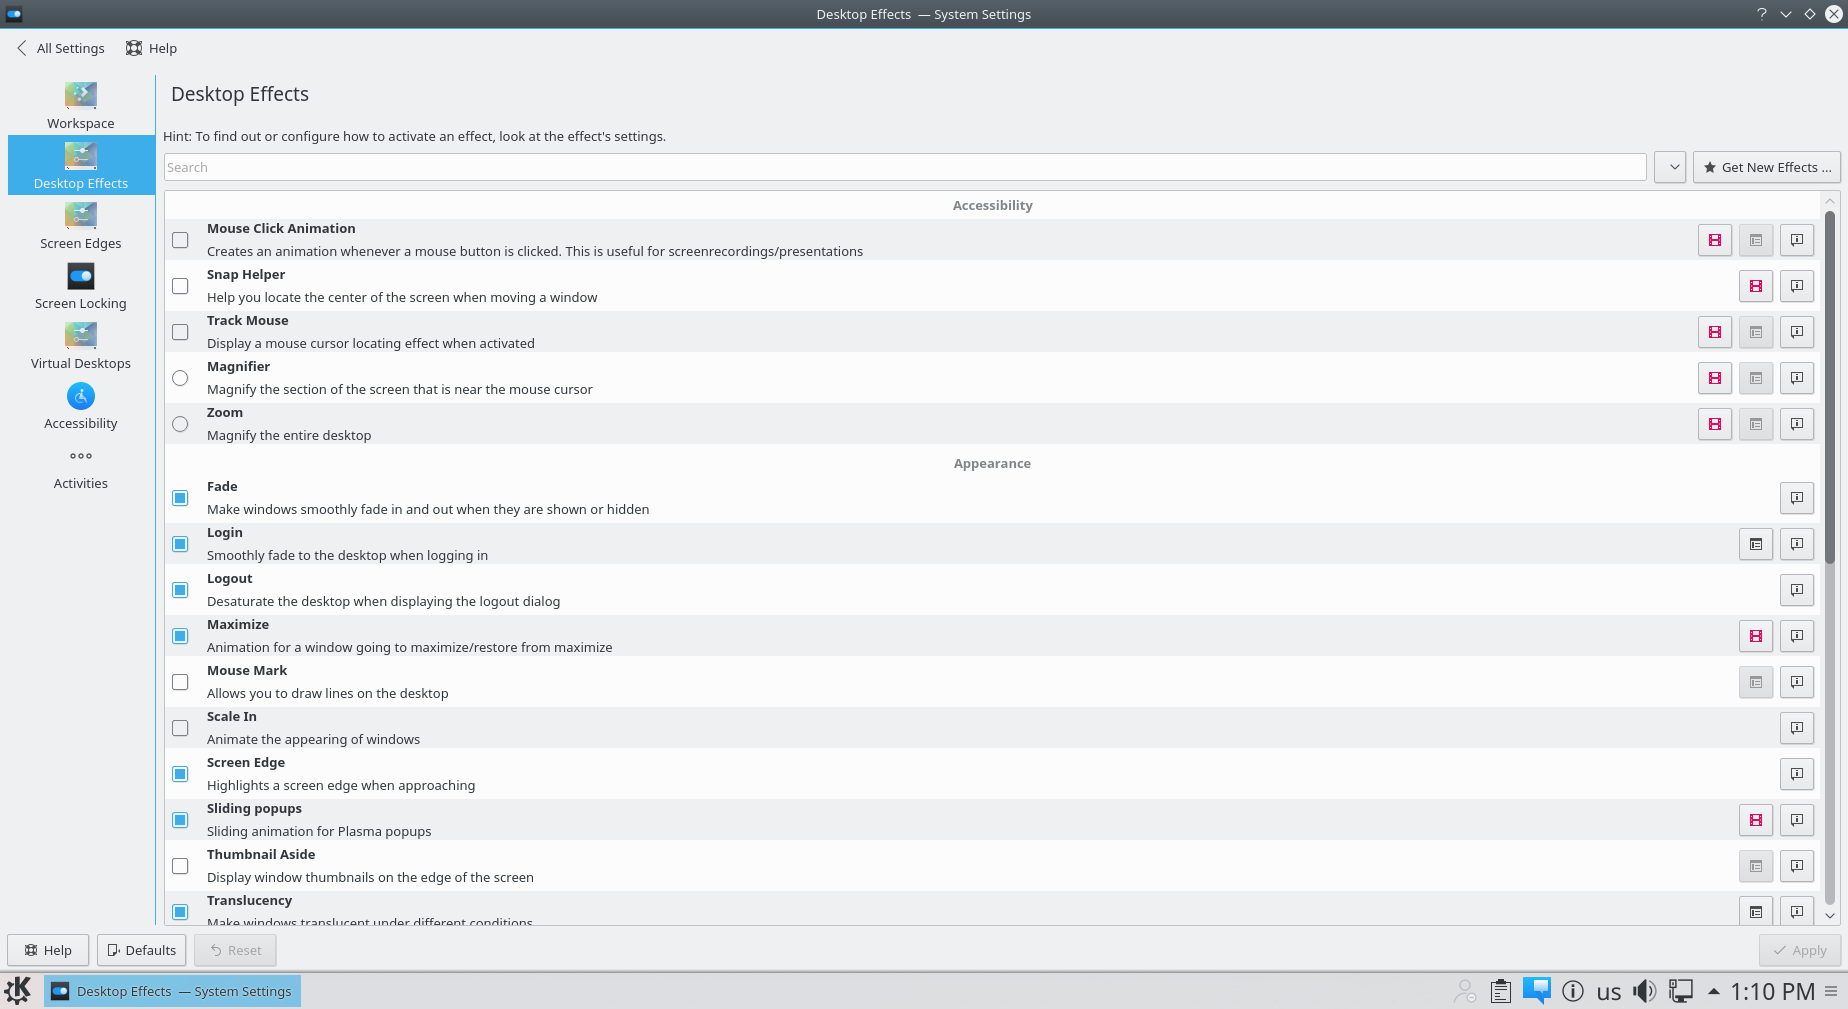 Desktop Effects — System Settings
All Settings
Help
Workspace
Desktop Effects
Screen Edges
Screen Locking
Virtual Desktops
Accessibility
Activities
Desktop Effects
Hint: To find out or configure how to activate an effect, look at the effect's settings.
Search
Get New Effects ...
Accessibility
Mouse Click Animation
Creates an animation whenever a mouse button is clicked. This is useful for screenrecordings/presentations
Snap Helper
Help you locate the center of the screen when moving a window
Track Mouse
Display a mouse cursor locating effect when activated
Magnifier
Magnify the section of the screen that is near the mouse cursor
Zoom
Magnify the entire desktop
Appearance
Fade
Make windows smoothly fade in and out when they are shown or hidden
Login
Smoothly fade to the desktop when logging in
Logout
Desaturate the desktop when displaying the logout dialog
Maximize
Animation for a window going to maximize/restore from maximize
Mouse Mark
Allows you to draw lines on the desktop
Scale In
Animate the appearing of windows
Screen Edge
Highlights a screen edge when approaching
Sliding popups
Sliding animation for Plasma popups
Thumbnail Aside
Display window thumbnails on the edge of the screen
Translucency
Make windows translucent under different conditions
Help
Defaults
Reset
Apply
Desktop Effects — System Settings
us
1:10 PM